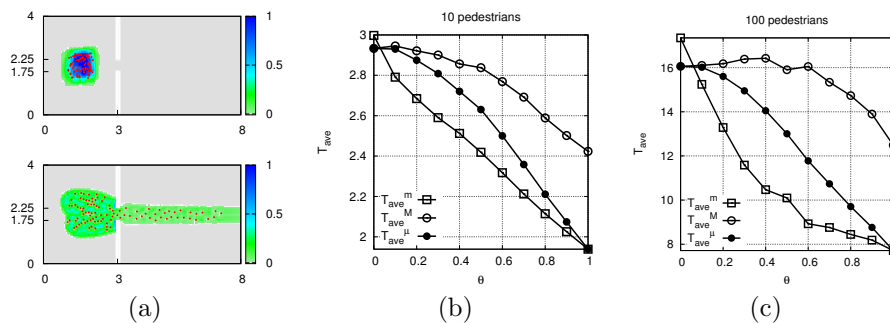 4
2.25
1.75
0
0 3 8
1
0.5
0
4
2.25
1.75
0
0 3 8
1
0.5
0
(a)
10 pedestrians
3
2.8
2.6
2.4
2.2
2
T_ave
T_ave^m
T_ave^M
T_ave^μ
0 0.2 0.4 0.6 0.8 1
θ
(b)
100 pedestrians
16
14
12
10
8
T_ave
T_ave^m
T_ave^M
T_ave^μ
0 0.2 0.4 0.6 0.8
θ
(c)